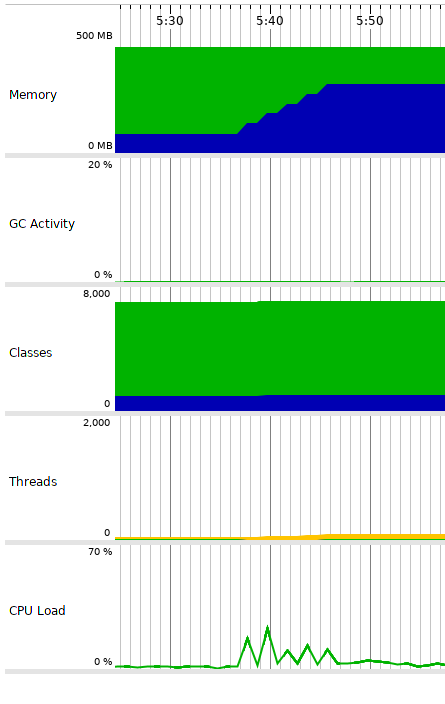 5:30 5:40 5:50
500 MB
Memory
0 MB
20 %
GC Activity
0 %
8,000
Classes
0
2,000
Threads
0
70 %
CPU Load
0 %